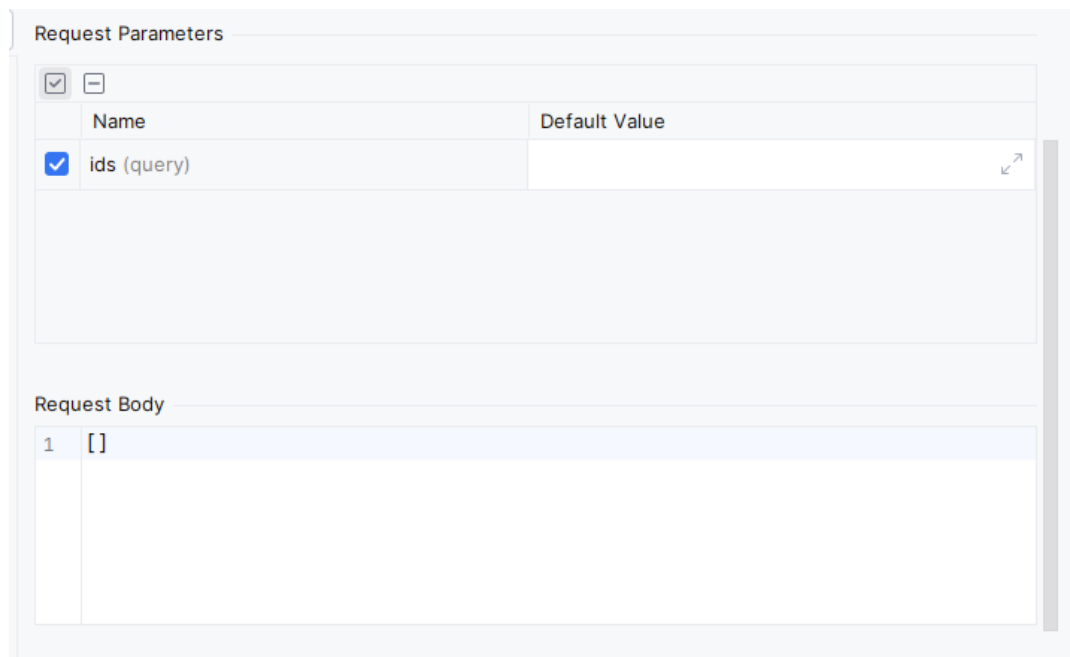 Request Parameters
Name Default Value
ids (query)
Request Body
1 []